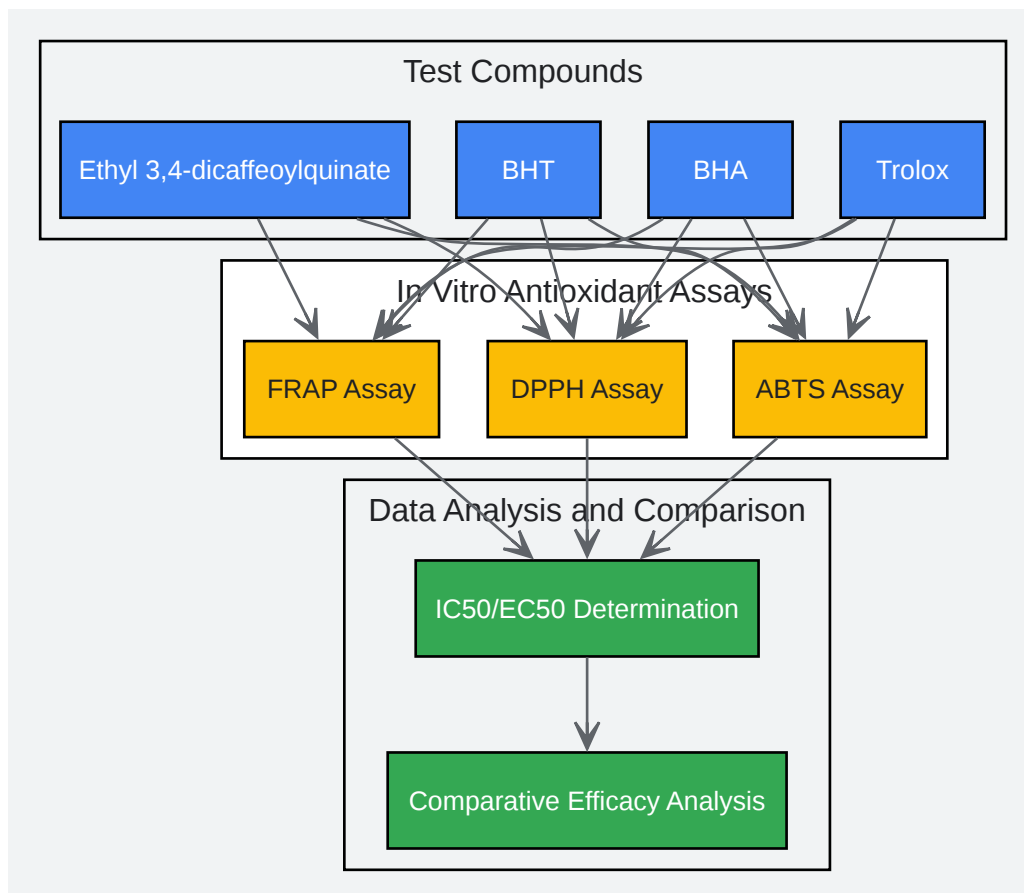 Test Compounds
Ethyl 3,4-dicaffeoylquinate
BHT
BHA
Trolox
In Vitro Antioxidant Assays
FRAP Assay
DPPH Assay
ABTS Assay
Data Analysis and Comparison
IC50/EC50 Determination
Comparative Efficacy Analysis